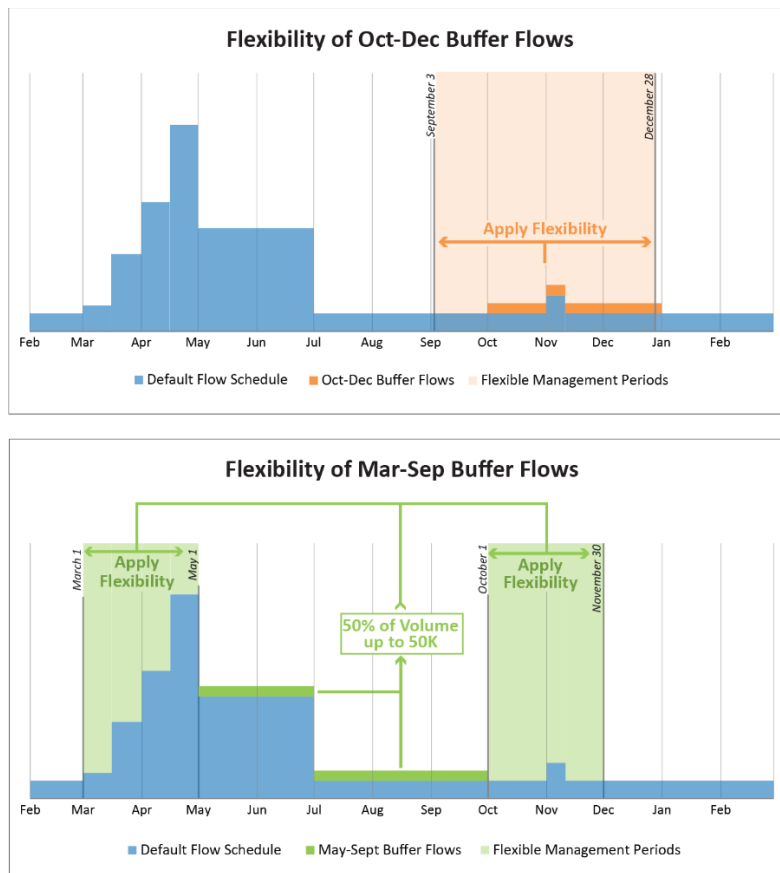 Flexibility of Oct-Dec Buffer Flows
September 3
December 28
Apply Flexibility
Feb Mar Apr May Jun Jul Aug Sep Oct Nov Dec Jan Feb
Default Flow Schedule Oct-Dec Buffer Flows Flexible Management Periods
Flexibility of Mar-Sep Buffer Flows
March 1
Apply
Flexibility
May 1
October 1
Apply
Flexibility
November 30
50% of Volume
up to 50K
Feb Mar Apr May Jun Jul Aug Sep Oct Nov Dec Jan Feb
Default Flow Schedule May-Sept Buffer Flows Flexible Management Periods